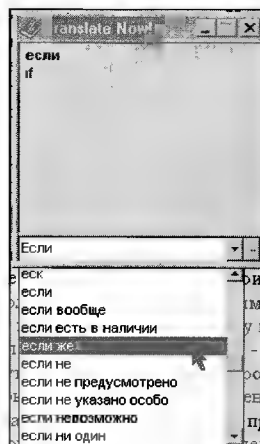 Translate Now!
если
if
Если
еск
если
если вообще
если есть в наличии
если же
если не
если не предусмотрено
если не указано особо
если невозможно
если ни один